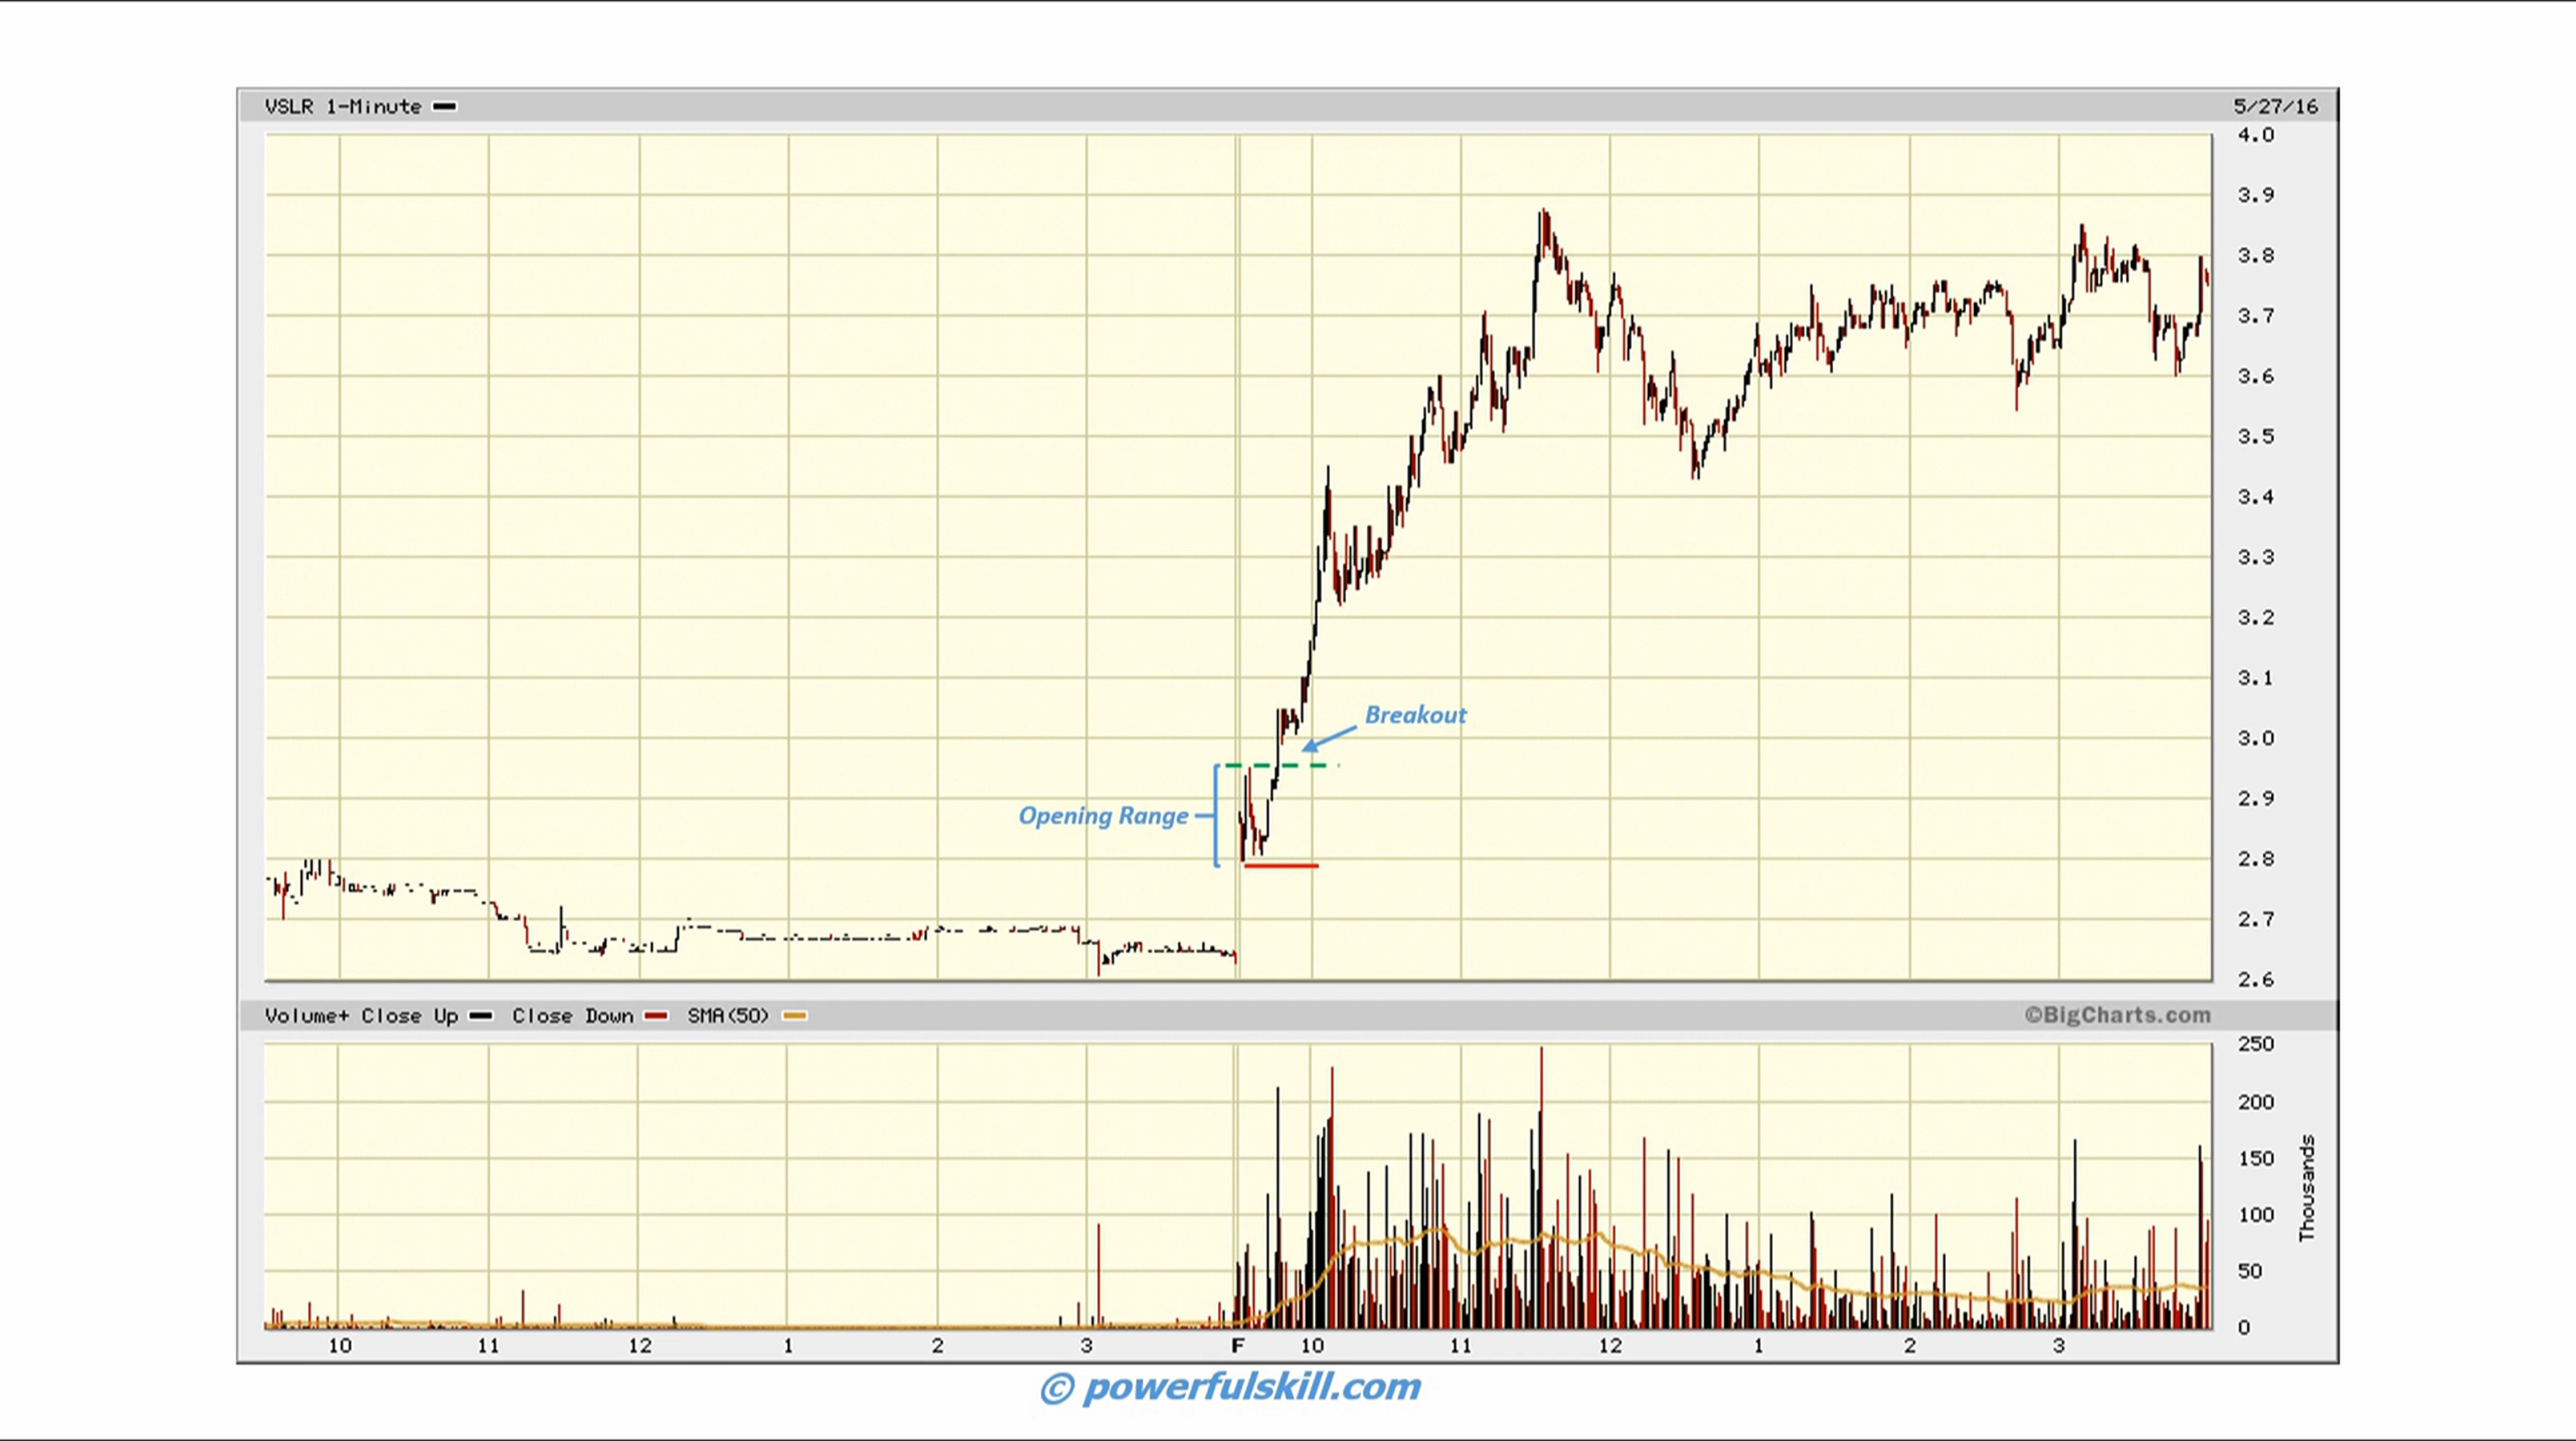 VSLR 1-Minute
5/27/16
4.0
3.9
3.8
3.7
3.6
3.5
3.4
3.3
3.2
3.1
Breakout
3.0
2.9
Opening Range
2.8
2.7
2.6
Volume+ Close Up Close Down SMA(50)
©BigCharts.com
250
200
150
100
50
0
Thousands
10 11 12 1 2 3 F 10 11 12 1 2 3
© powerfulskill.com